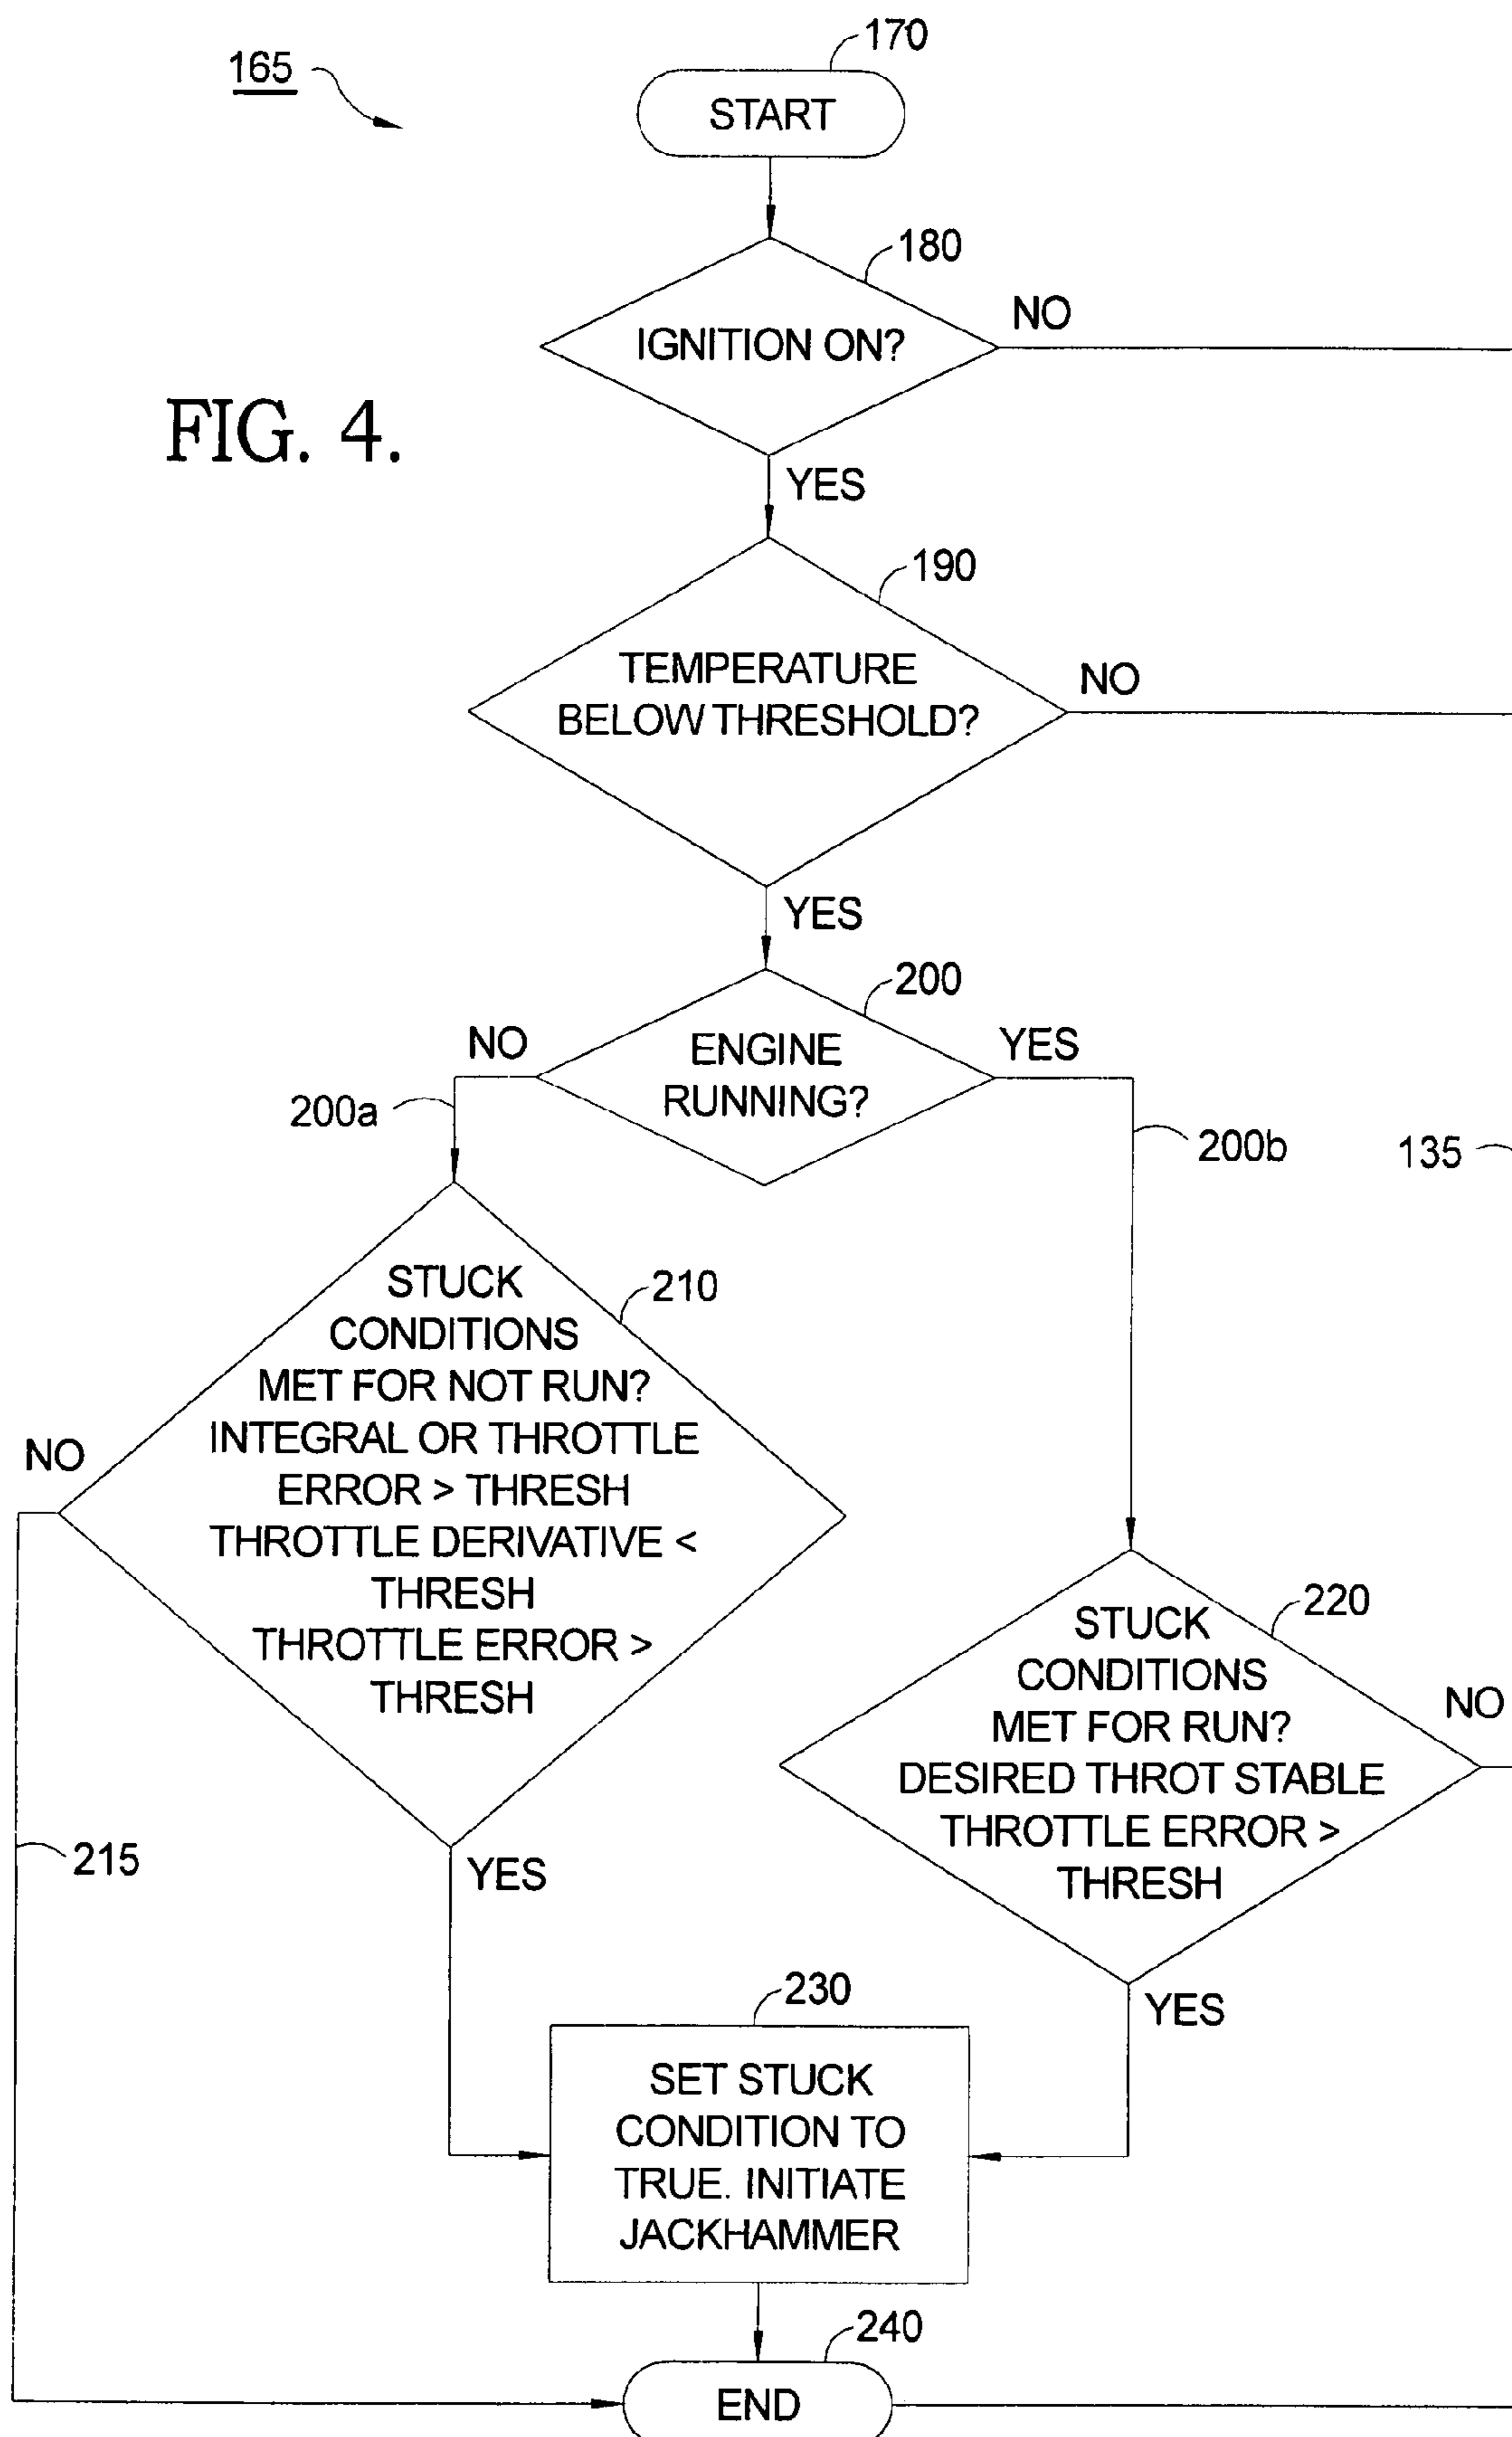 170
165
START
180
NO
IGNITION ON?
FIG. 4.
YES
190
TEMPERATURE
BELOW THRESHOLD?
NO
YES
200
NO
ENGINE
RUNNING?
YES
200a
200b
135
STUCK
CONDITIONS
MET FOR NOT RUN?
INTEGRAL OR THROTTLE
ERROR > THRESH
THROTTLE DERIVATIVE <
THRESH
THROTTLE ERROR >
THRESH
210
NO
STUCK
CONDITIONS
MET FOR RUN?
DESIRED THROT STABLE
THROTTLE ERROR >
THRESH
220
NO
215
YES
YES
230
SET STUCK
CONDITION TO
TRUE. INITIATE
JACKHAMMER
240
END